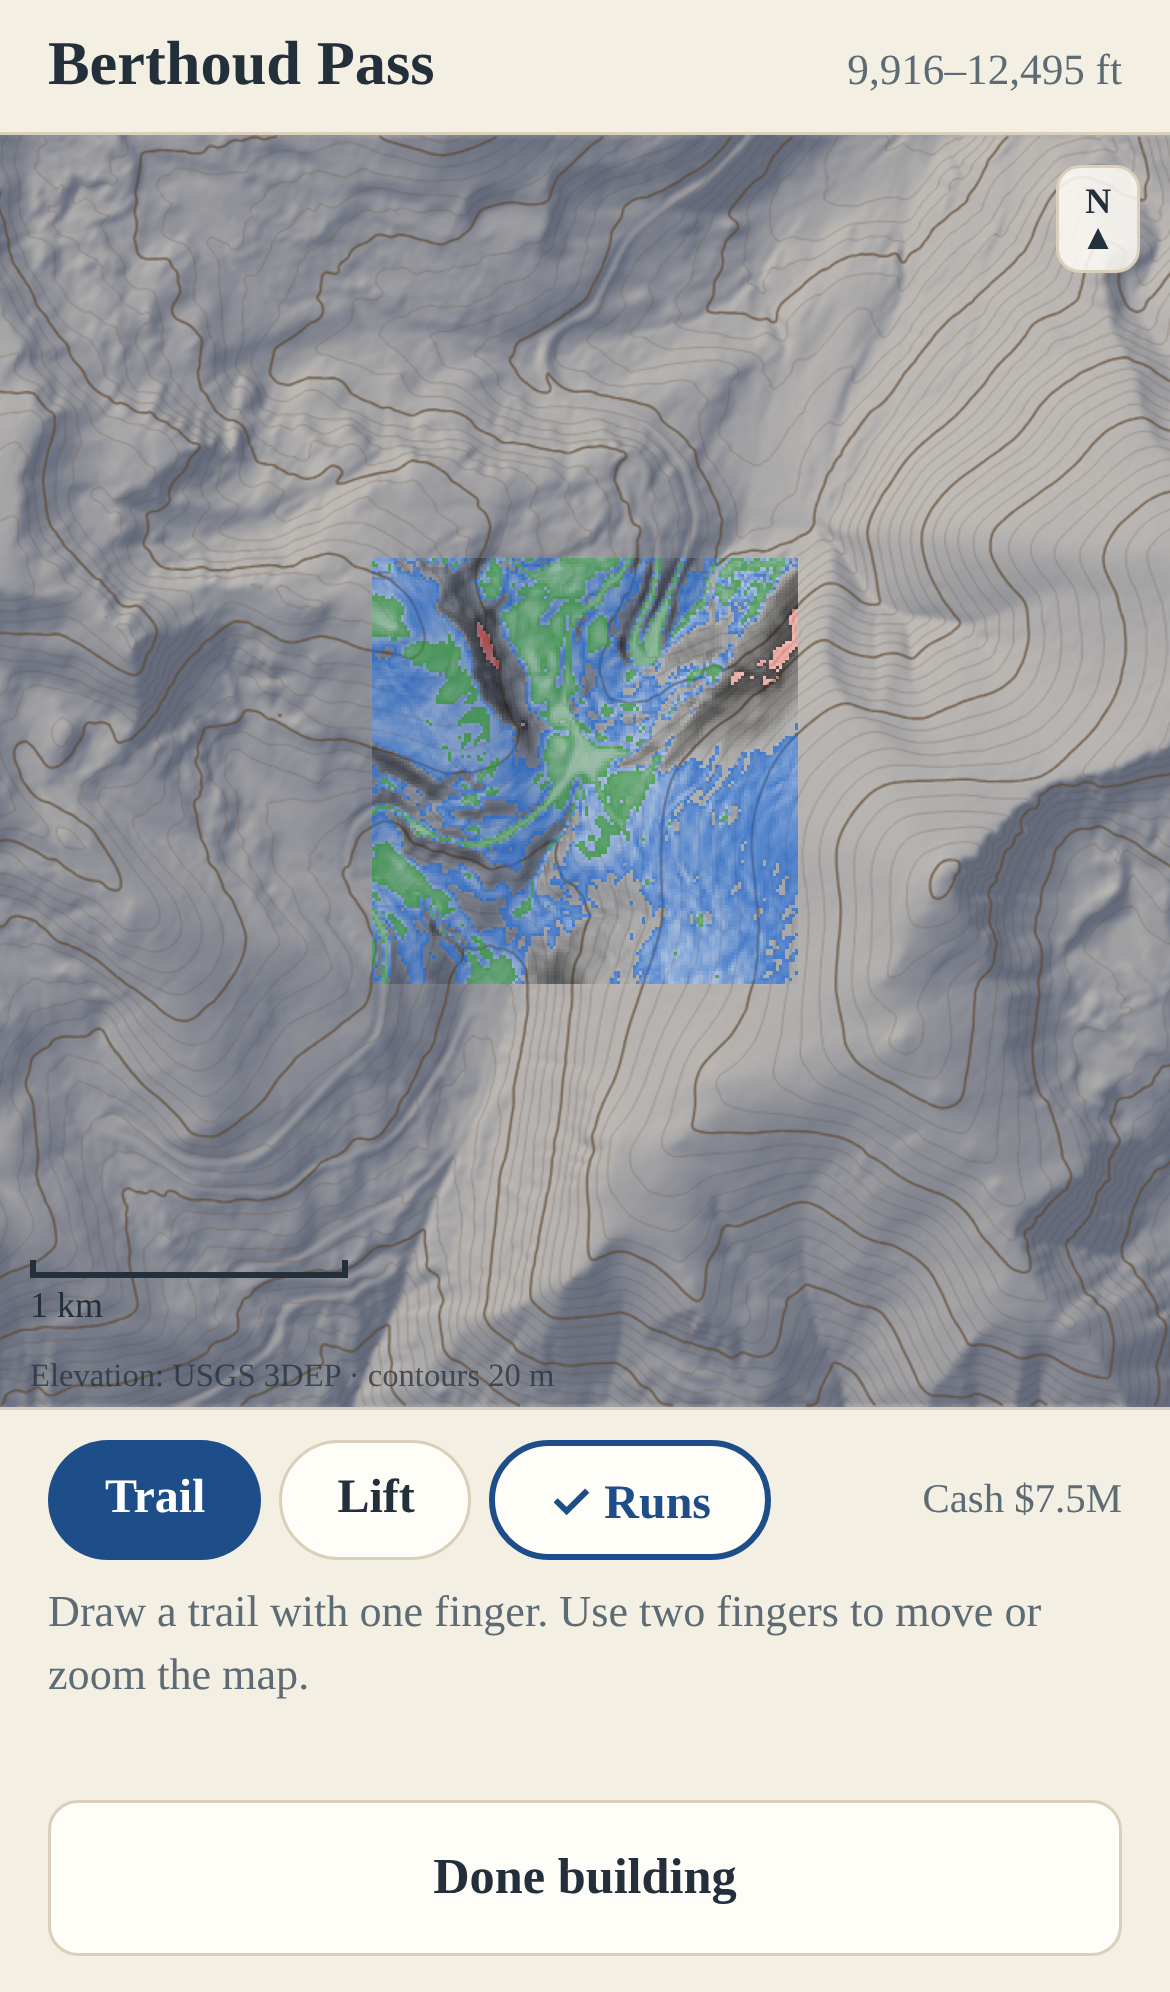 Berthoud Pass
9,916–12,495 ft
N
1 km
Elevation: USGS 3DEP · contours 20 m
Trail
Lift
✓ Runs
Cash $7.5M
Draw a trail with one finger. Use two fingers to move or
zoom the map.
Done building